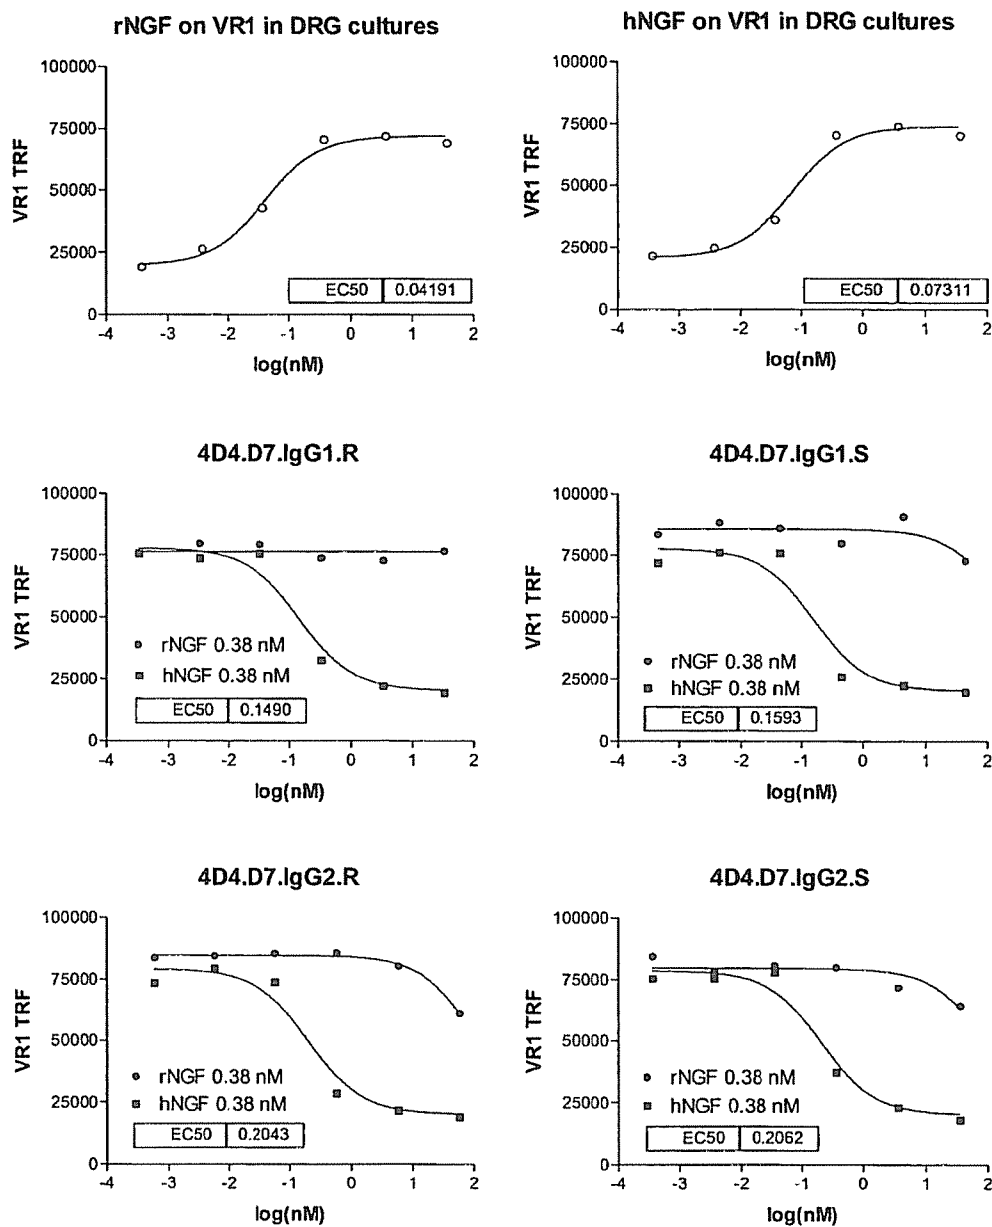 rNGF on VR1 in DRG cultures
hNGF on VR1 in DRG cultures
100000
75000
50000
25000
0
VR1 TRF
EC50 0.04191
-4 -3 -2 -1 0 1 2
log(nM)
100000
75000
50000
25000
0
VR1 TRF
EC50 0.07311
-4 -3 -2 -1 0 1 2
log(nM)
4D4.D7.IgG1.R
4D4.D7.IgG1.S
100000
75000
50000
25000
0
VR1 TRF
rNGF 0.38 nM
hNGF 0.38 nM
EC50 0.1490
-4 -3 -2 -1 0 1 2
log(nM)
100000
75000
50000
25000
0
VR1 TRF
rNGF 0.38 nM
hNGF 0.38 nM
EC50 0.1593
-4 -3 -2 -1 0 1 2
log(nM)
4D4.D7.IgG2.R
4D4.D7.IgG2.S
100000
75000
50000
25000
0
VR1 TRF
rNGF 0.38 nM
hNGF 0.38 nM
EC50 0.2043
-4 -3 -2 -1 0 1 2
log(nM)
100000
75000
50000
25000
0
VR1 TRF
rNGF 0.38 nM
hNGF 0.38 nM
EC50 0.2062
-4 -3 -2 -1 0 1 2
log(nM)